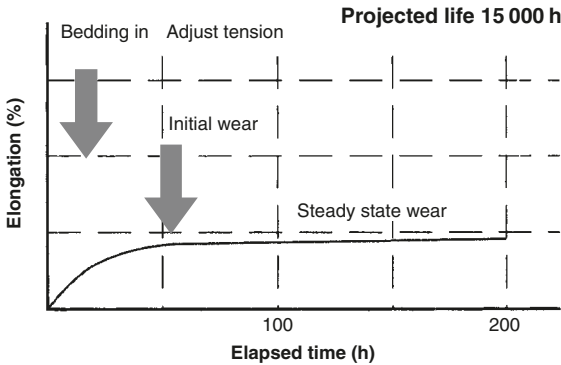 Projected life 15 000 h
Bedding in
Adjust tension
Initial wear
Steady state wear
Elongation (%)
100
200
Elapsed time (h)